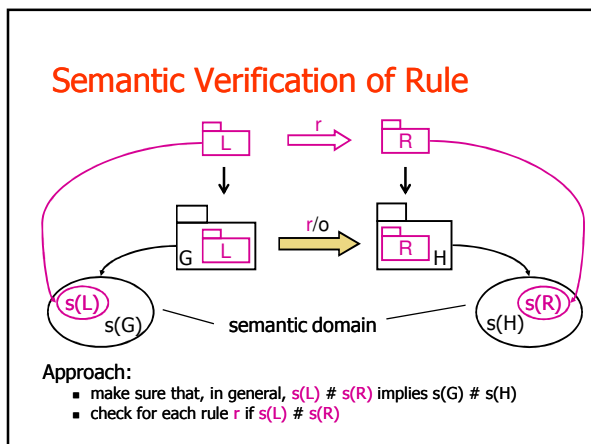 Semantic Verification of Rule
r
L
R
r/o
G
L
R
H
s(L)
s(G)
semantic domain
s(R)
s(H)
Approach:
▪ make sure that, in general, s(L) # s(R) implies s(G) # s(H)
▪ check for each rule r if s(L) # s(R)